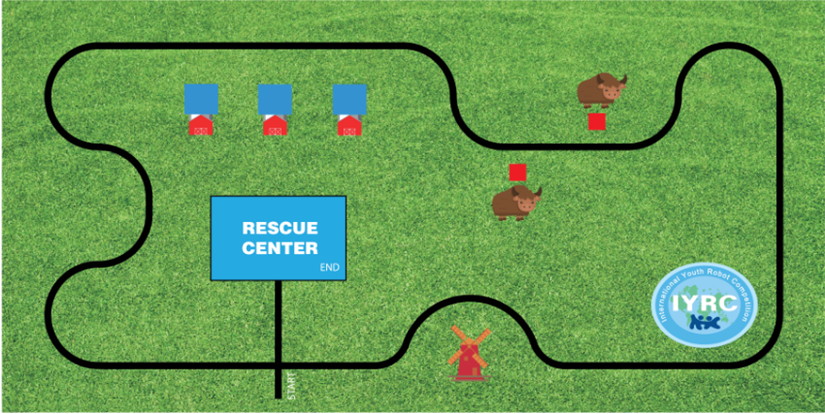 RESCUE
CENTER
END
International Youth Robot Competition
IYRC
START